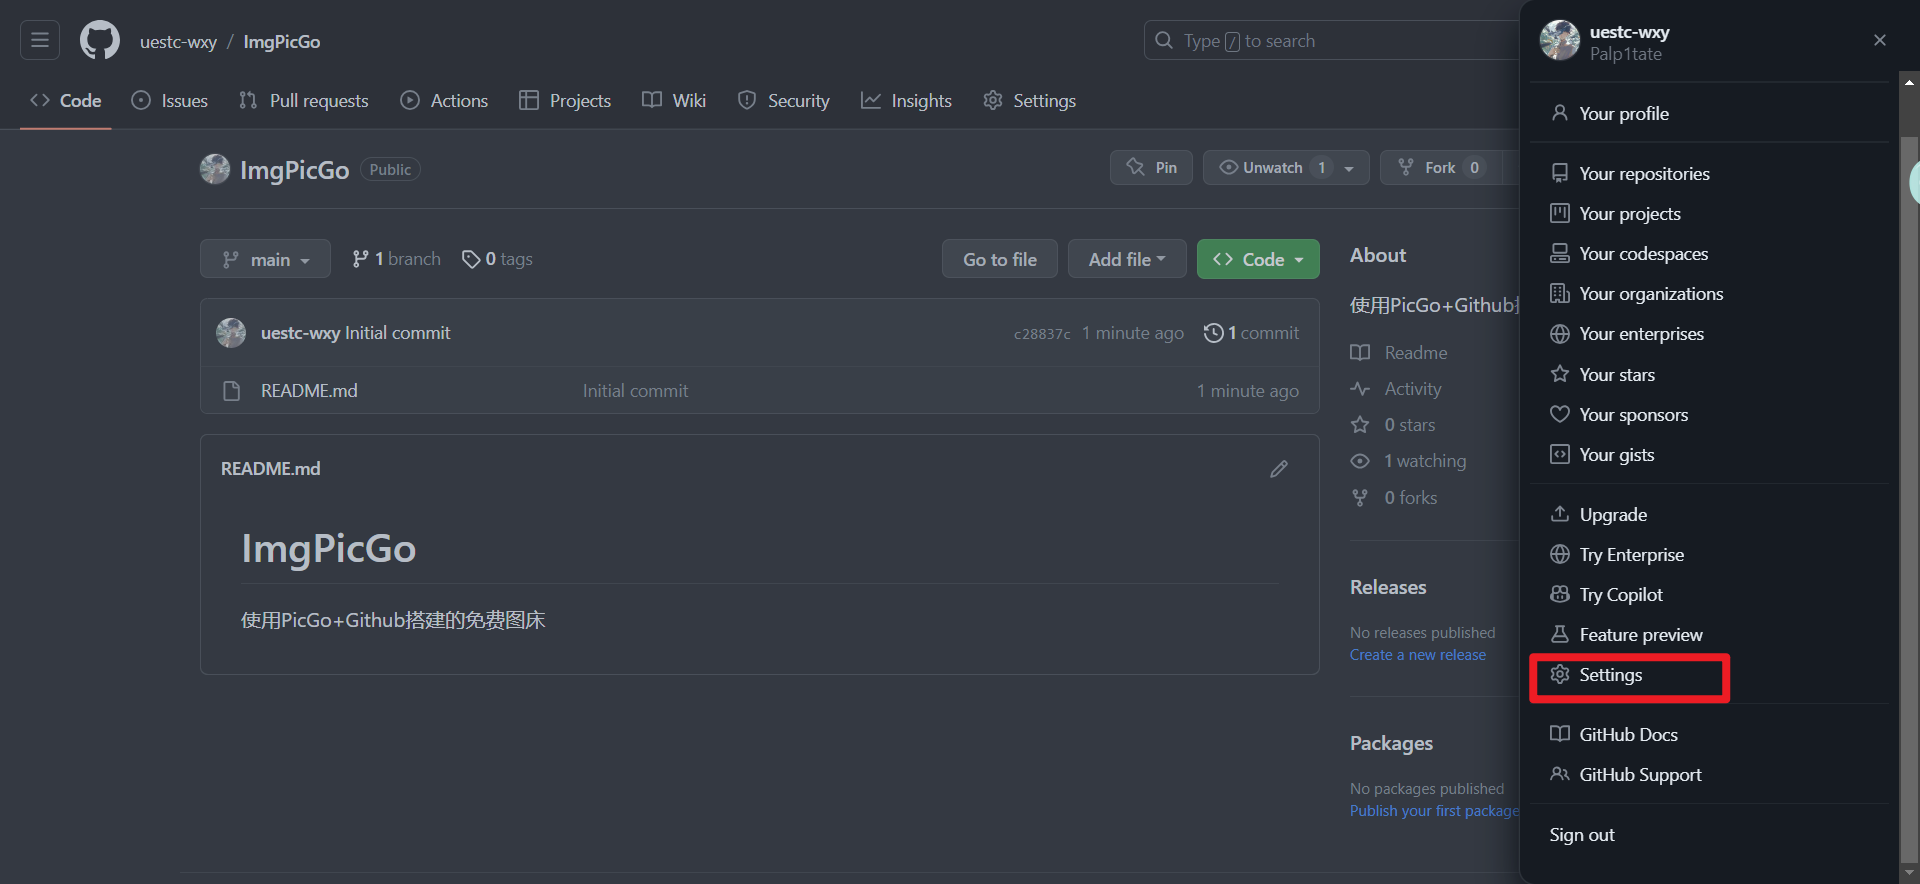 uestc-wxy / ImgPicGo
Type / to search
Code Issues Pull requests Actions Projects Wiki Security Insights Settings
ImgPicGo Public
Pin Unwatch 1 Fork 0
main 1 branch 0 tags
Go to file Add file Code
uestc-wxy Initial commit c28837c 1 minute ago 1 commit
README.md Initial commit 1 minute ago
README.md
ImgPicGo
使用PicGo+Github搭建的免费图床
About
使用PicGo+Github
Readme
Activity
0 stars
1 watching
0 forks
Releases
No releases published
Create a new release
Packages
No packages published
Publish your first package
uestc-wxy
Palp1tate
Your profile
Your repositories
Your projects
Your codespaces
Your organizations
Your enterprises
Your stars
Your sponsors
Your gists
Upgrade
Try Enterprise
Try Copilot
Feature preview
Settings
GitHub Docs
GitHub Support
Sign out